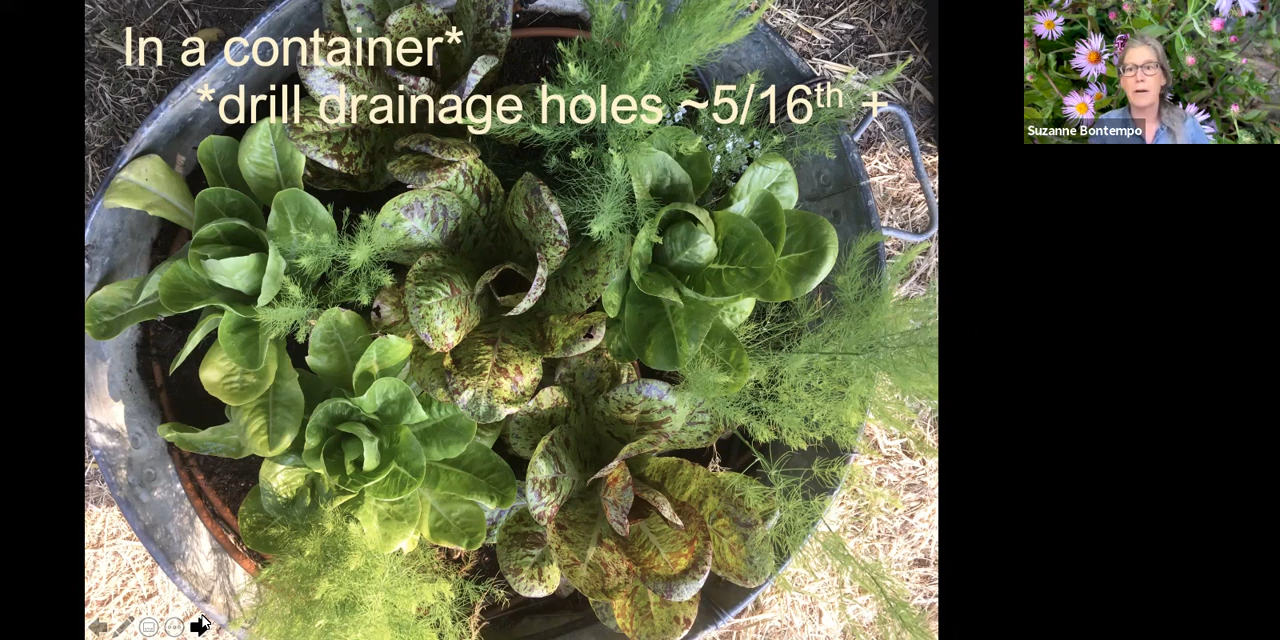 In a container*
*drill drainage holes ~5/16th +
Suzanne Bontempo